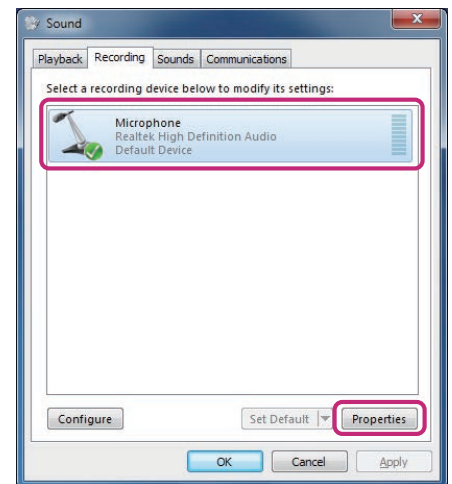 Sound
Playback Recording Sounds Communications
Select a recording device below to modify its settings:
Microphone
Realtek High Definition Audio
Default Device
Configure Set Default Properties
OK Cancel Apply